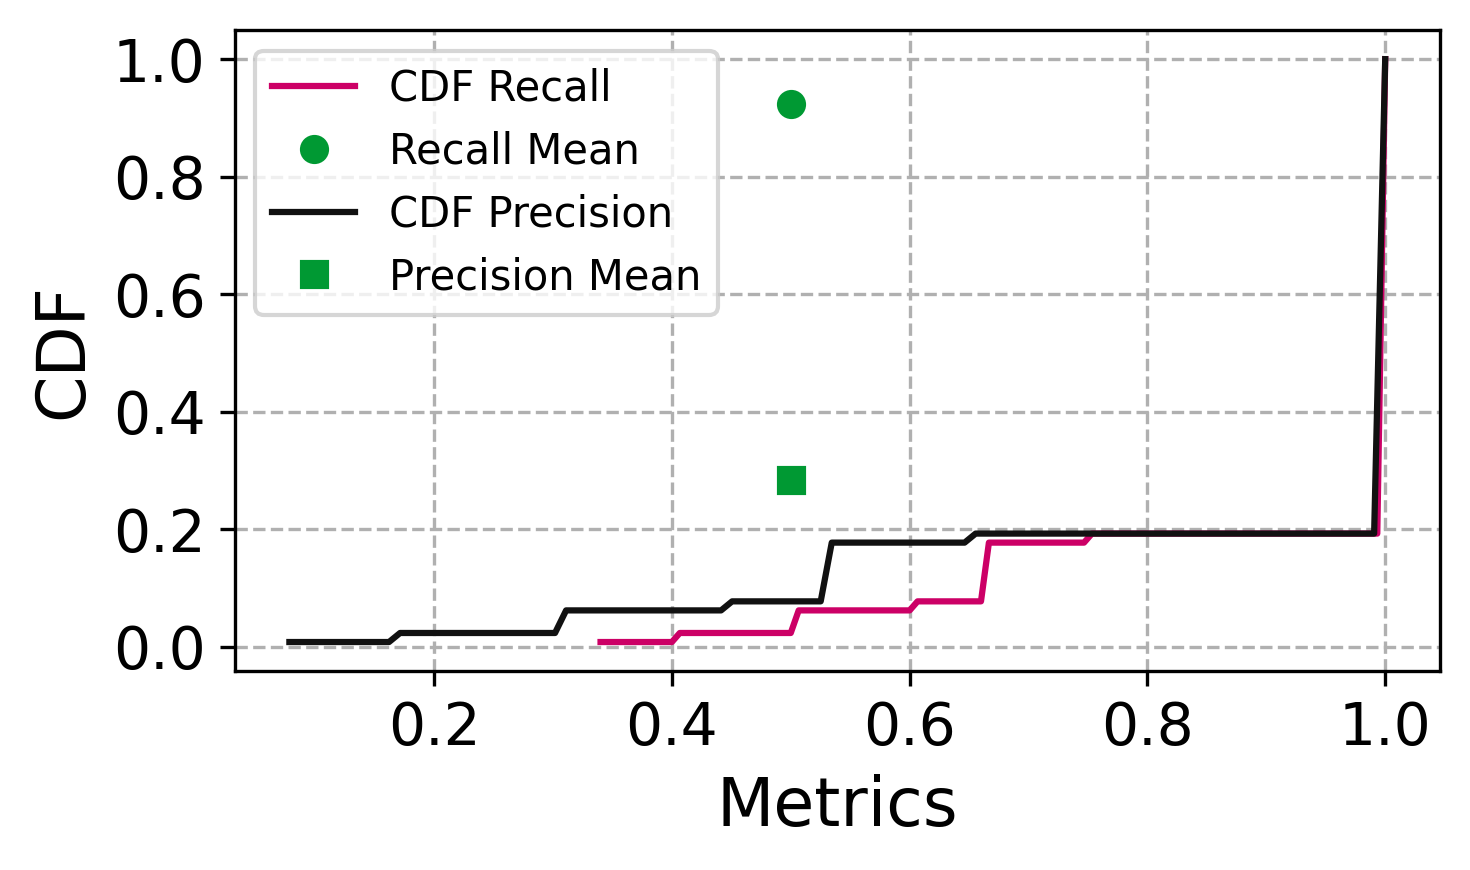 1.0
0.8
0.6
0.4
0.2
0.0
CDF
CDF Recall
Recall Mean
CDF Precision
Precision Mean
0.2 0.4 0.6 0.8 1.0
Metrics